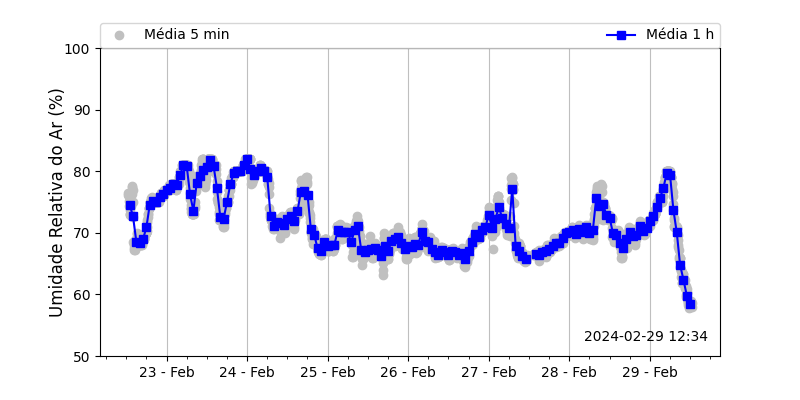 Média 5 min
Média 1 h
Umidade Relativa do Ar (%)
100
90
80
70
60
50
2024-02-29 12:34
23 - Feb
24 - Feb
25 - Feb
26 - Feb
27 - Feb
28 - Feb
29 - Feb